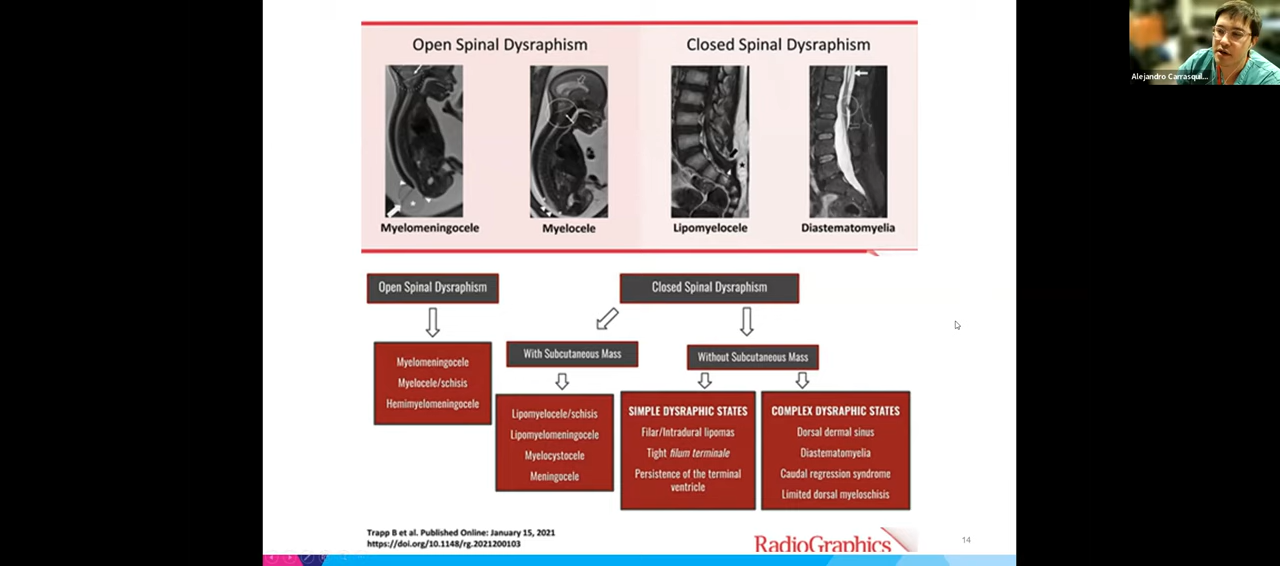 Alejandro Carrasquil...
Open Spinal Dysraphism
Closed Spinal Dysraphism
Myelomeningocele
Myelocele
Lipomyelocele
Diastematomyelia
Open Spinal Dysraphism
Closed Spinal Dysraphism
With Subcutaneous Mass
Without Subcutaneous Mass
Myelomeningocele
Myelocele/schisis
Hemimyelomeningocele
Lipomyelocele/schisis
Lipomyelomeningocele
Myelocystocele
Meningocele
SIMPLE DYSRAPHIC STATES
Filar/Intradural lipomas
Tight filum terminale
Persistence of the terminal
ventricle
COMPLEX DYSRAPHIC STATES
Dorsal dermal sinus
Diastematomyelia
Caudal regression syndrome
Limited dorsal myeloschisis
Trapp B et al. Published Online: January 15, 2021
https://doi.org/10.1148/rg.2021200103
RadioGraphics
14